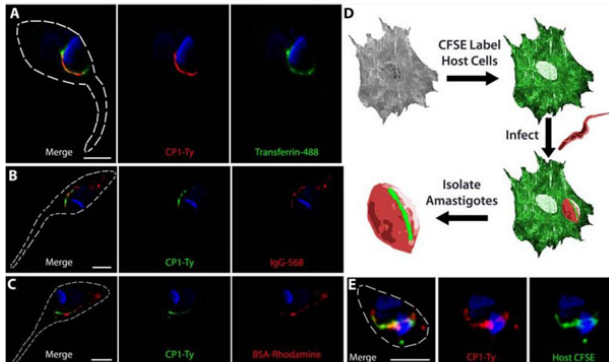 A
Merge
CP1-Ty
Transferrin-488
B
Merge
CP1-Ty
IgG-568
C
Merge
CP1-Ty
BSA-Rhodamine
D
CFSE Label
Host Cells
Infect
Isolate
Amastigotes
E
Merge
CP1-Ty
Host CFSE